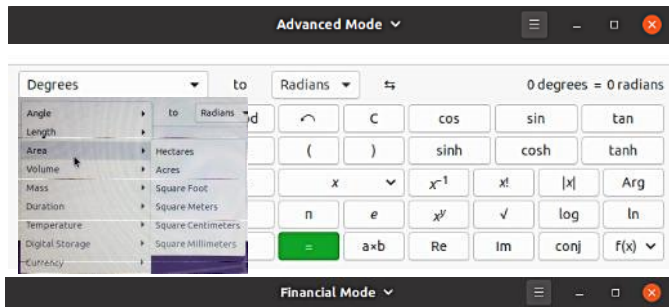 Advanced Mode
Degrees to Radians 0 degrees = 0 radians
Angle to Radians
Length
Area Hectares
Volume Acres
Mass Square Foot
Duration Square Meters
Temperature Square Centimeters
Digital Storage Square Millimeters
Currency
od C cos sin tan
( ) sinh cosh tanh
x x⁻¹ x! |x| Arg
π e xʸ √ log ln
= a×b Re Im conj f(x)
Financial Mode